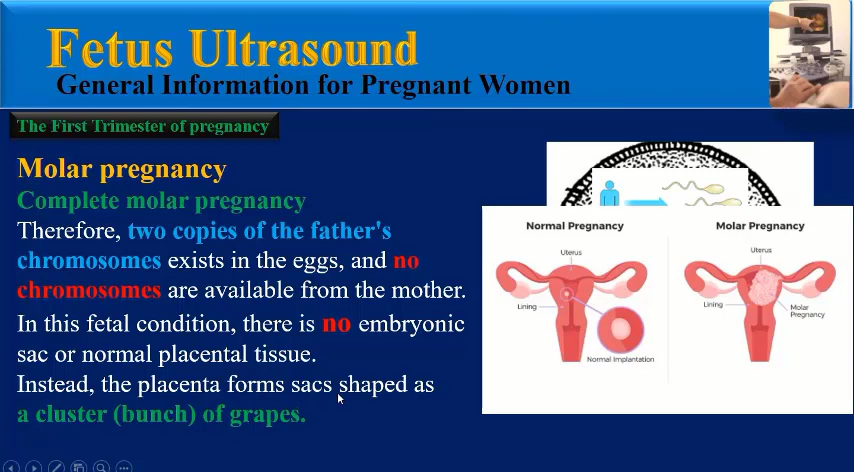 Fetus Ultrasound
General Information for Pregnant Women
The First Trimester of pregnancy
Molar pregnancy
Complete molar pregnancy
Therefore, two copies of the father's
chromosomes exists in the eggs, and no
chromosomes are available from the mother.
In this fetal condition, there is no embryonic
sac or normal placental tissue.
Instead, the placenta forms sacs shaped as
a cluster (bunch) of grapes.
Normal Pregnancy
Uterus
Lining
Normal Implantation
Molar Pregnancy
Uterus
Lining
Molar
Pregnancy